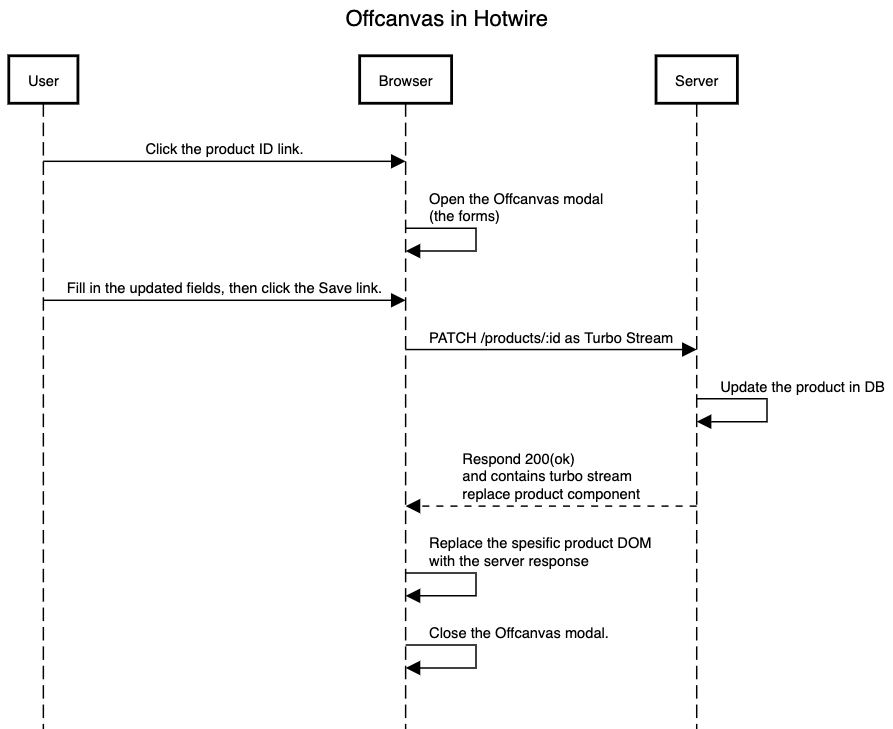 Offcanvas in Hotwire
User
Browser
Server
Click the product ID link.
Open the Offcanvas modal
(the forms)
Fill in the updated fields, then click the Save link.
PATCH /products/:id as Turbo Stream
Update the product in DB
Respond 200(ok)
and contains turbo stream
replace product component
Replace the spesific product DOM
with the server response
Close the Offcanvas modal.